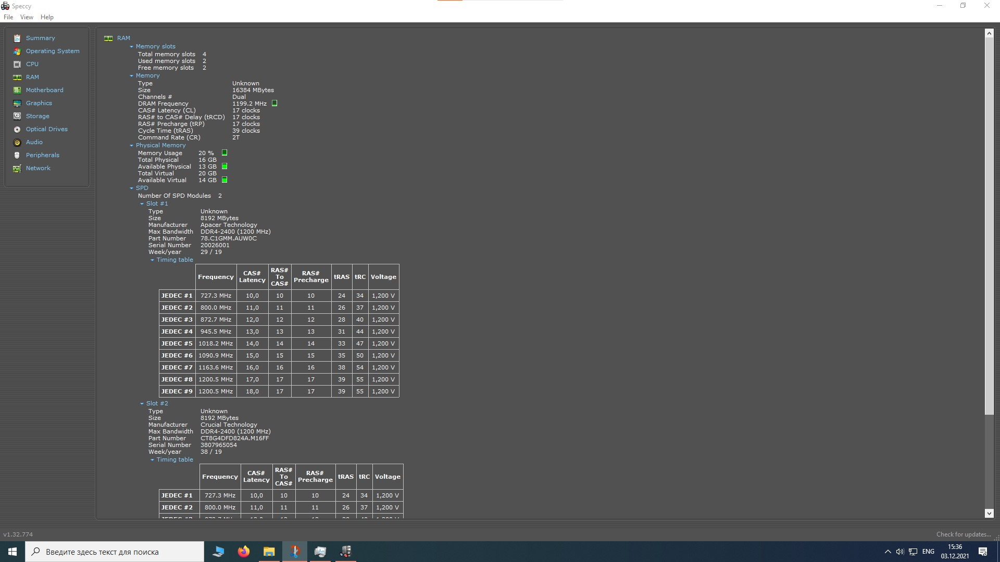 Speccy
File View Help
Summary
Operating System
CPU
RAM
Motherboard
Graphics
Storage
Optical Drives
Audio
Peripherals
Network
RAM
Memory slots
Total memory slots 4
Used memory slots 2
Free memory slots 2
Memory
Type Unknown
Size 16384 MBytes
Channels # Dual
DRAM Frequency 1199.2 MHz
CAS# Latency (CL) 17 clocks
RAS# to CAS# Delay (tRCD) 17 clocks
RAS# Precharge (tRP) 17 clocks
Cycle Time (tRAS) 39 clocks
Command Rate (CR) 2T
Physical Memory
Memory Usage 20 %
Total Physical 16 GB
Available Physical 13 GB
Total Virtual 20 GB
Available Virtual 14 GB
SPD
Number Of SPD Modules 2
Slot #1
Type Unknown
Size 8192 MBytes
Manufacturer Apacer Technology
Max Bandwidth DDR4-2400 (1200 MHz)
Part Number 78.C1GMM.AUW0C
Serial Number 20026001
Week/year 29 / 19
Timing table
Frequency CAS# Latency RAS# To CAS# RAS# Precharge tRAS tRC Voltage
JEDEC #1 727.3 MHz 10,0 10 10 24 34 1,200 V
JEDEC #2 800.0 MHz 11,0 11 11 26 37 1,200 V
JEDEC #3 872.7 MHz 12,0 12 12 28 40 1,200 V
JEDEC #4 945.5 MHz 13,0 13 13 31 44 1,200 V
JEDEC #5 1018.2 MHz 14,0 14 14 33 47 1,200 V
JEDEC #6 1090.9 MHz 15,0 15 15 35 50 1,200 V
JEDEC #7 1163.6 MHz 16,0 16 16 38 54 1,200 V
JEDEC #8 1200.5 MHz 17,0 17 17 39 55 1,200 V
JEDEC #9 1200.5 MHz 18,0 17 17 39 55 1,200 V
Slot #2
Type Unknown
Size 8192 MBytes
Manufacturer Crucial Technology
Max Bandwidth DDR4-2400 (1200 MHz)
Part Number CT8G4DFD824A.M16FF
Serial Number 3807965054
Week/year 38 / 19
Timing table
Frequency CAS# Latency RAS# To CAS# RAS# Precharge tRAS tRC Voltage
JEDEC #1 727.3 MHz 10,0 10 10 24 34 1,200 V
JEDEC #2 800.0 MHz 11,0 11 11 26 37 1,200 V
v1.32.774
Check for updates...
Введите здесь текст для поиска
ENG
15:36
03.12.2021